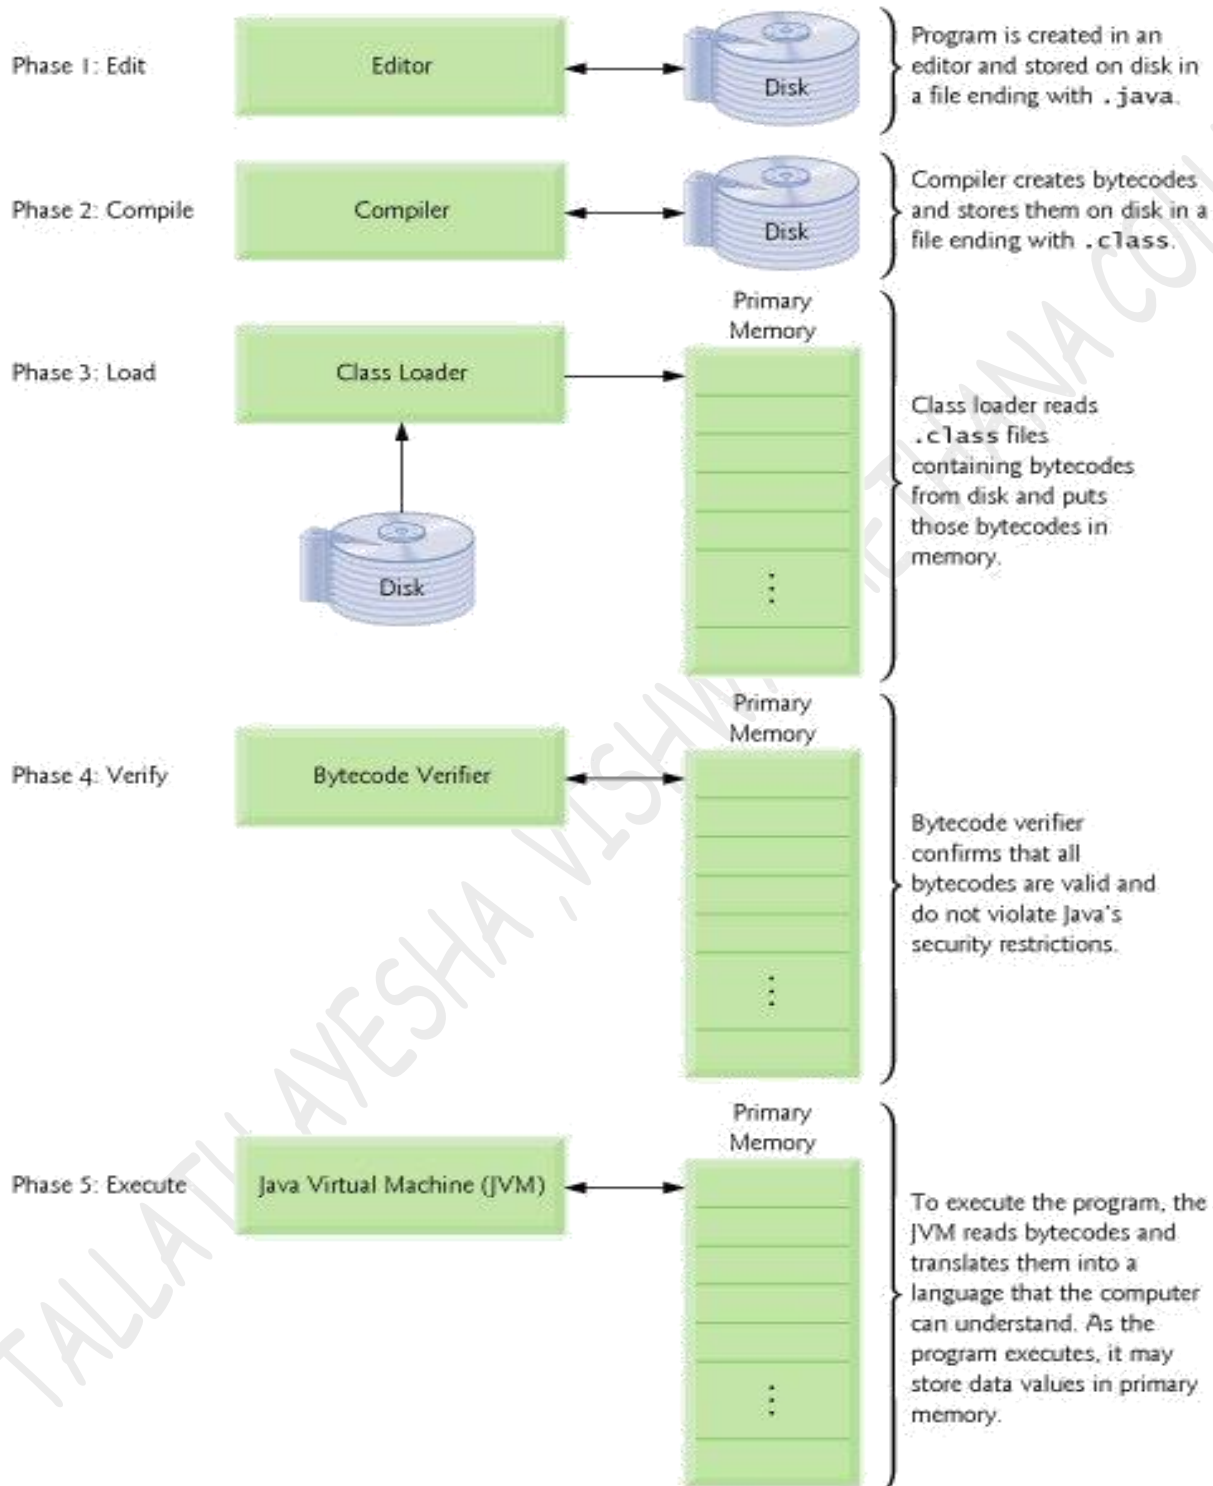 Phase 1: Edit
Editor
Disk
Program is created in an
editor and stored on disk in
a file ending with .java.
Phase 2: Compile
Compiler
Disk
Compiler creates bytecodes
and stores them on disk in a
file ending with .class.
Phase 3: Load
Class Loader
Disk
Primary
Memory
Class loader reads
.class files
containing bytecodes
from disk and puts
those bytecodes in
memory.
Phase 4: Verify
Bytecode Verifier
Primary
Memory
Bytecode verifier
confirms that all
bytecodes are valid and
do not violate Java's
security restrictions.
Phase 5: Execute
Java Virtual Machine (JVM)
Primary
Memory
To execute the program, the
JVM reads bytecodes and
translates them into a
language that the computer
can understand. As the
program executes, it may
store data values in primary
memory.
TALLATH AYESHA ,